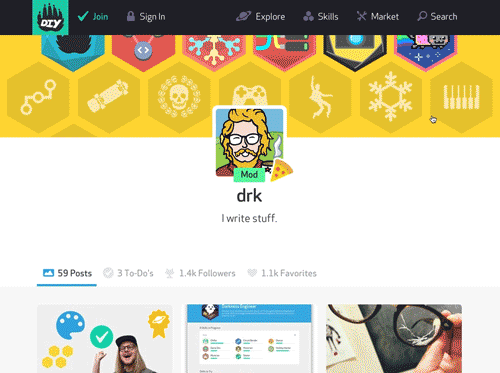 DIY
Join
Sign In
Explore
Skills
Market
Search
Mod
drk
I write stuff.
59 Posts
3 To-Do's
1.4k Followers
1.1k Favorites